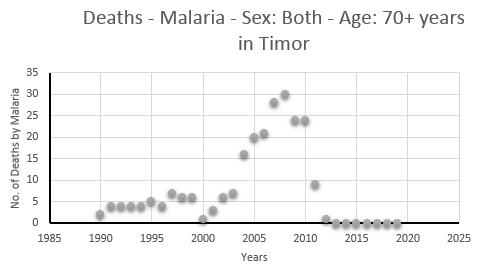 Deaths - Malaria - Sex: Both - Age: 70+ years
in Timor
No. of Deaths by Malaria
35
30
25
20
15
10
5
0
1985 1990 1995 2000 2005 2010 2015 2020 2025
Years